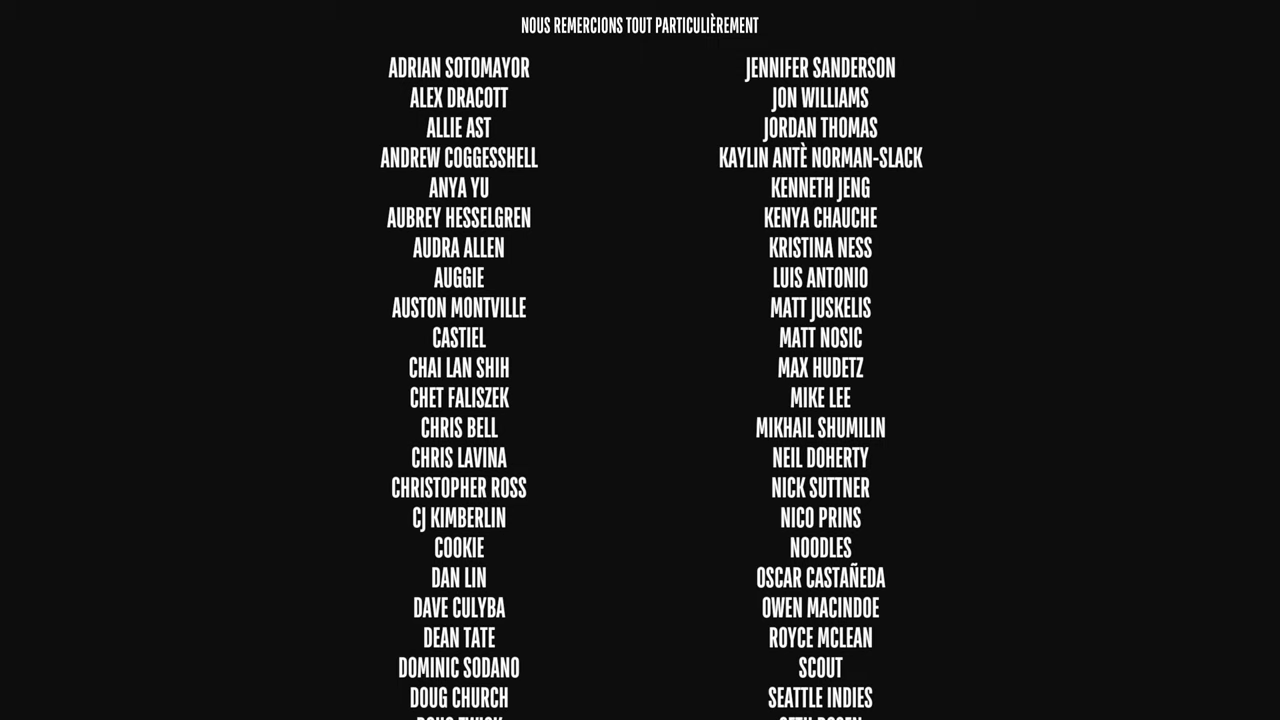 NOUS REMERCIONS TOUT PARTICULIÈREMENT
ADRIAN SOTOMAYOR
ALEX DRACOTT
ALLIE AST
ANDREW COGGESSHELL
ANYA YU
AUBREY HESSELGREN
AUDRA ALLEN
AUGGIE
AUSTON MONTVILLE
CASTIEL
CHAI LAN SHIH
CHET FALISZEK
CHRIS BELL
CHRIS LAVINA
CHRISTOPHER ROSS
CJ KIMBERLIN
COOKIE
DAN LIN
DAVE CULYBA
DEAN TATE
DOMINIC SODANO
DOUG CHURCH
JENNIFER SANDERSON
JON WILLIAMS
JORDAN THOMAS
KAYLIN ANTÈ NORMAN-SLACK
KENNETH JENG
KENYA CHAUCHE
KRISTINA NESS
LUIS ANTONIO
MATT JUSKELIS
MATT NOSIC
MAX HUDETZ
MIKE LEE
MIKHAIL SHUMILIN
NEIL DOHERTY
NICK SUTTNER
NICO PRINS
NOODLES
OSCAR CASTAÑEDA
OWEN MACINDOE
ROYCE MCLEAN
SCOUT
SEATTLE INDIES